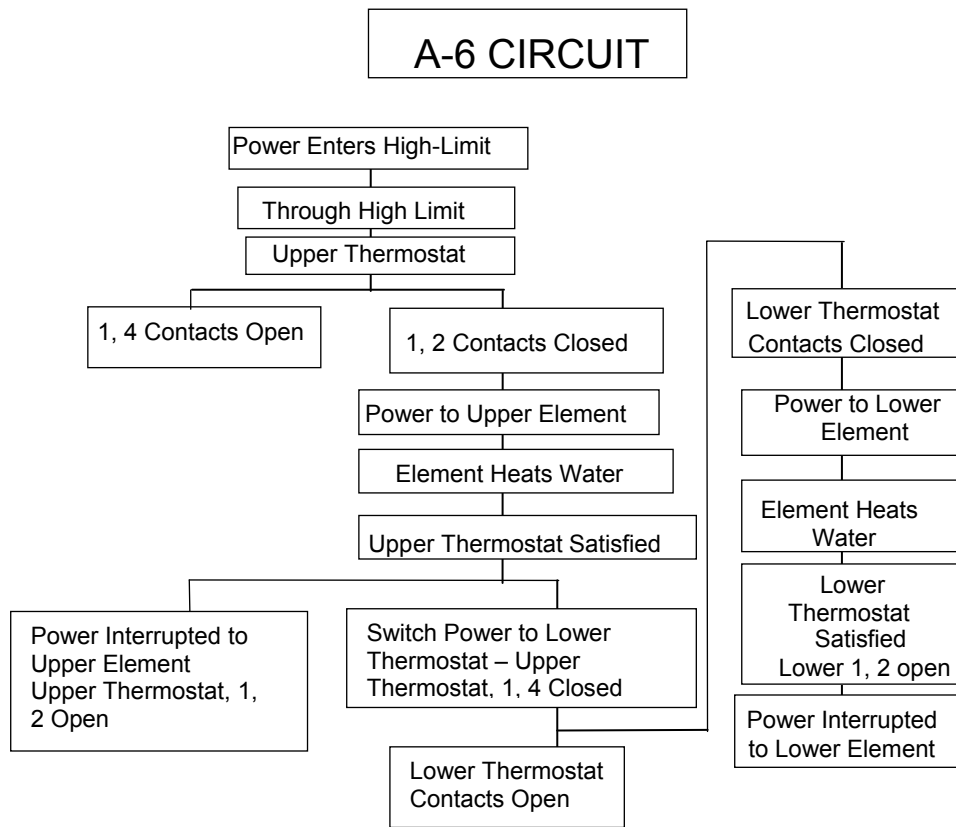 A-6 CIRCUIT
Power Enters High-Limit
Through High Limit
Upper Thermostat
1, 4 Contacts Open
1, 2 Contacts Closed
Power to Upper Element
Element Heats Water
Upper Thermostat Satisfied
Power Interrupted to
Upper Element
Upper Thermostat, 1,
2 Open
Switch Power to Lower
Thermostat – Upper
Thermostat, 1, 4 Closed
Lower Thermostat
Contacts Open
Lower Thermostat
Contacts Closed
Power to Lower
Element
Element Heats
Water
Lower
Thermostat
Satisfied
Lower 1, 2 open
Power Interrupted
to Lower Element